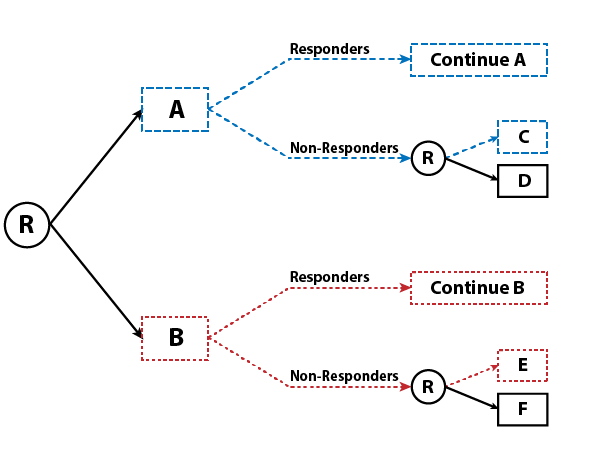 Responders
Continue A
A
Non-Responders
R
C
D
R
Responders
Continue B
B
Non-Responders
R
E
F